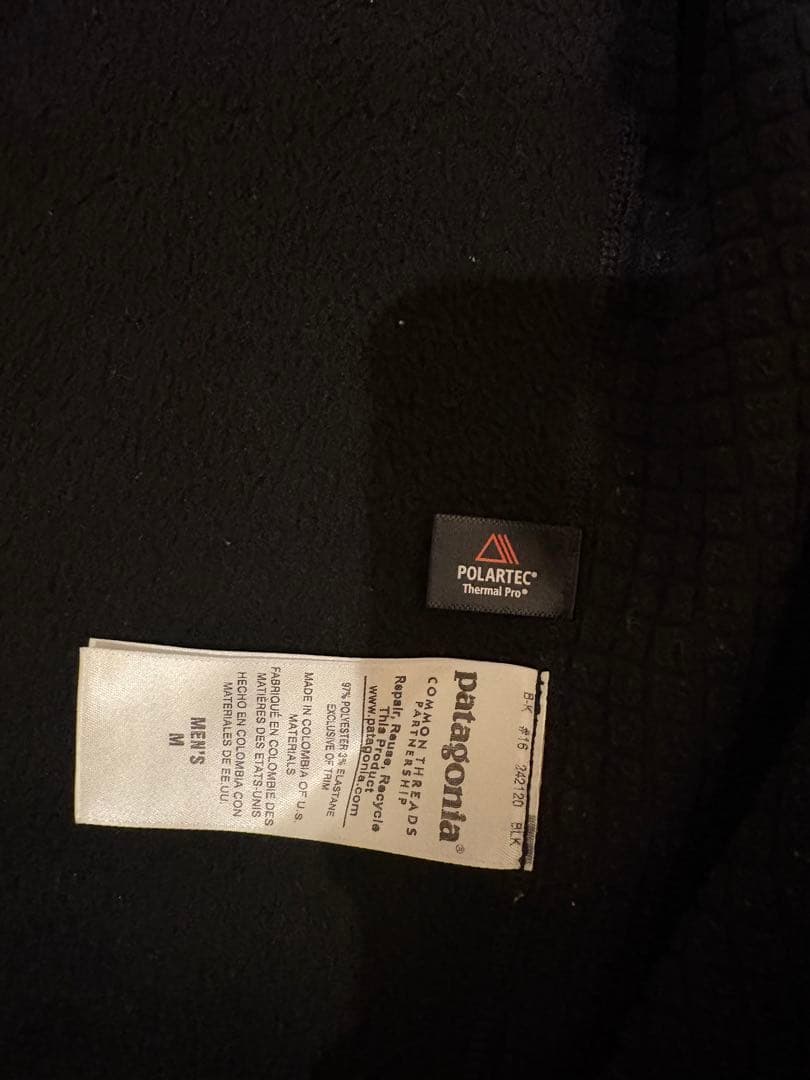 POLARTEC®
Thermal Pro®
B-K #16 242120 BLK
patagonia®
COMMON THREADS
PARTNERSHIP
Repair, Reuse, Recycle
This Product
www.patagonia.com
97% POLYESTER 3% ELASTANE
EXCLUSIVE OF TRIM
MADE IN COLOMBIA OF U.S.
MATERIALS
FABRIQUÉ EN COLOMBIE DES
MATIÈRES DES ETATS-UNIS
HECHO EN COLOMBIA CON
MATERIALES DE EE.UU.
MEN'S
M